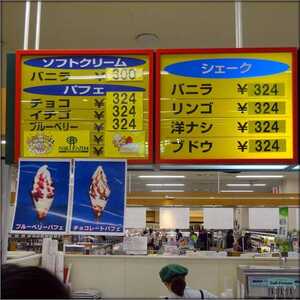 ソフトクリーム
バニラ ¥ 300
パフェ
チョコ ¥ 324
イチゴ ¥ 324
ブルーベリー ¥ 324
シェーク
バニラ ¥ 324
リンゴ ¥ 324
洋ナシ ¥ 324
ブドウ ¥ 324
ブルーベリーパフェ
チョコレートパフェ